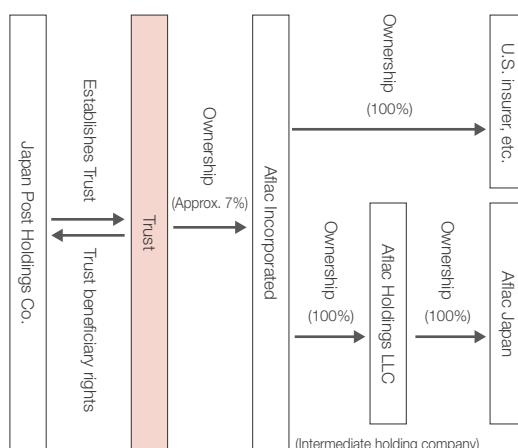 Japan Post Holdings Co.
Establishes Trust
Trust beneficiary rights
Trust
Ownership
(Approx. 7%)
Aflac Incorporated
Ownership
(100%)
U.S. insurer, etc.
Ownership
(100%)
Aflac Holdings LLC
Ownership
(100%)
Aflac Japan
(Intermediate holding company)